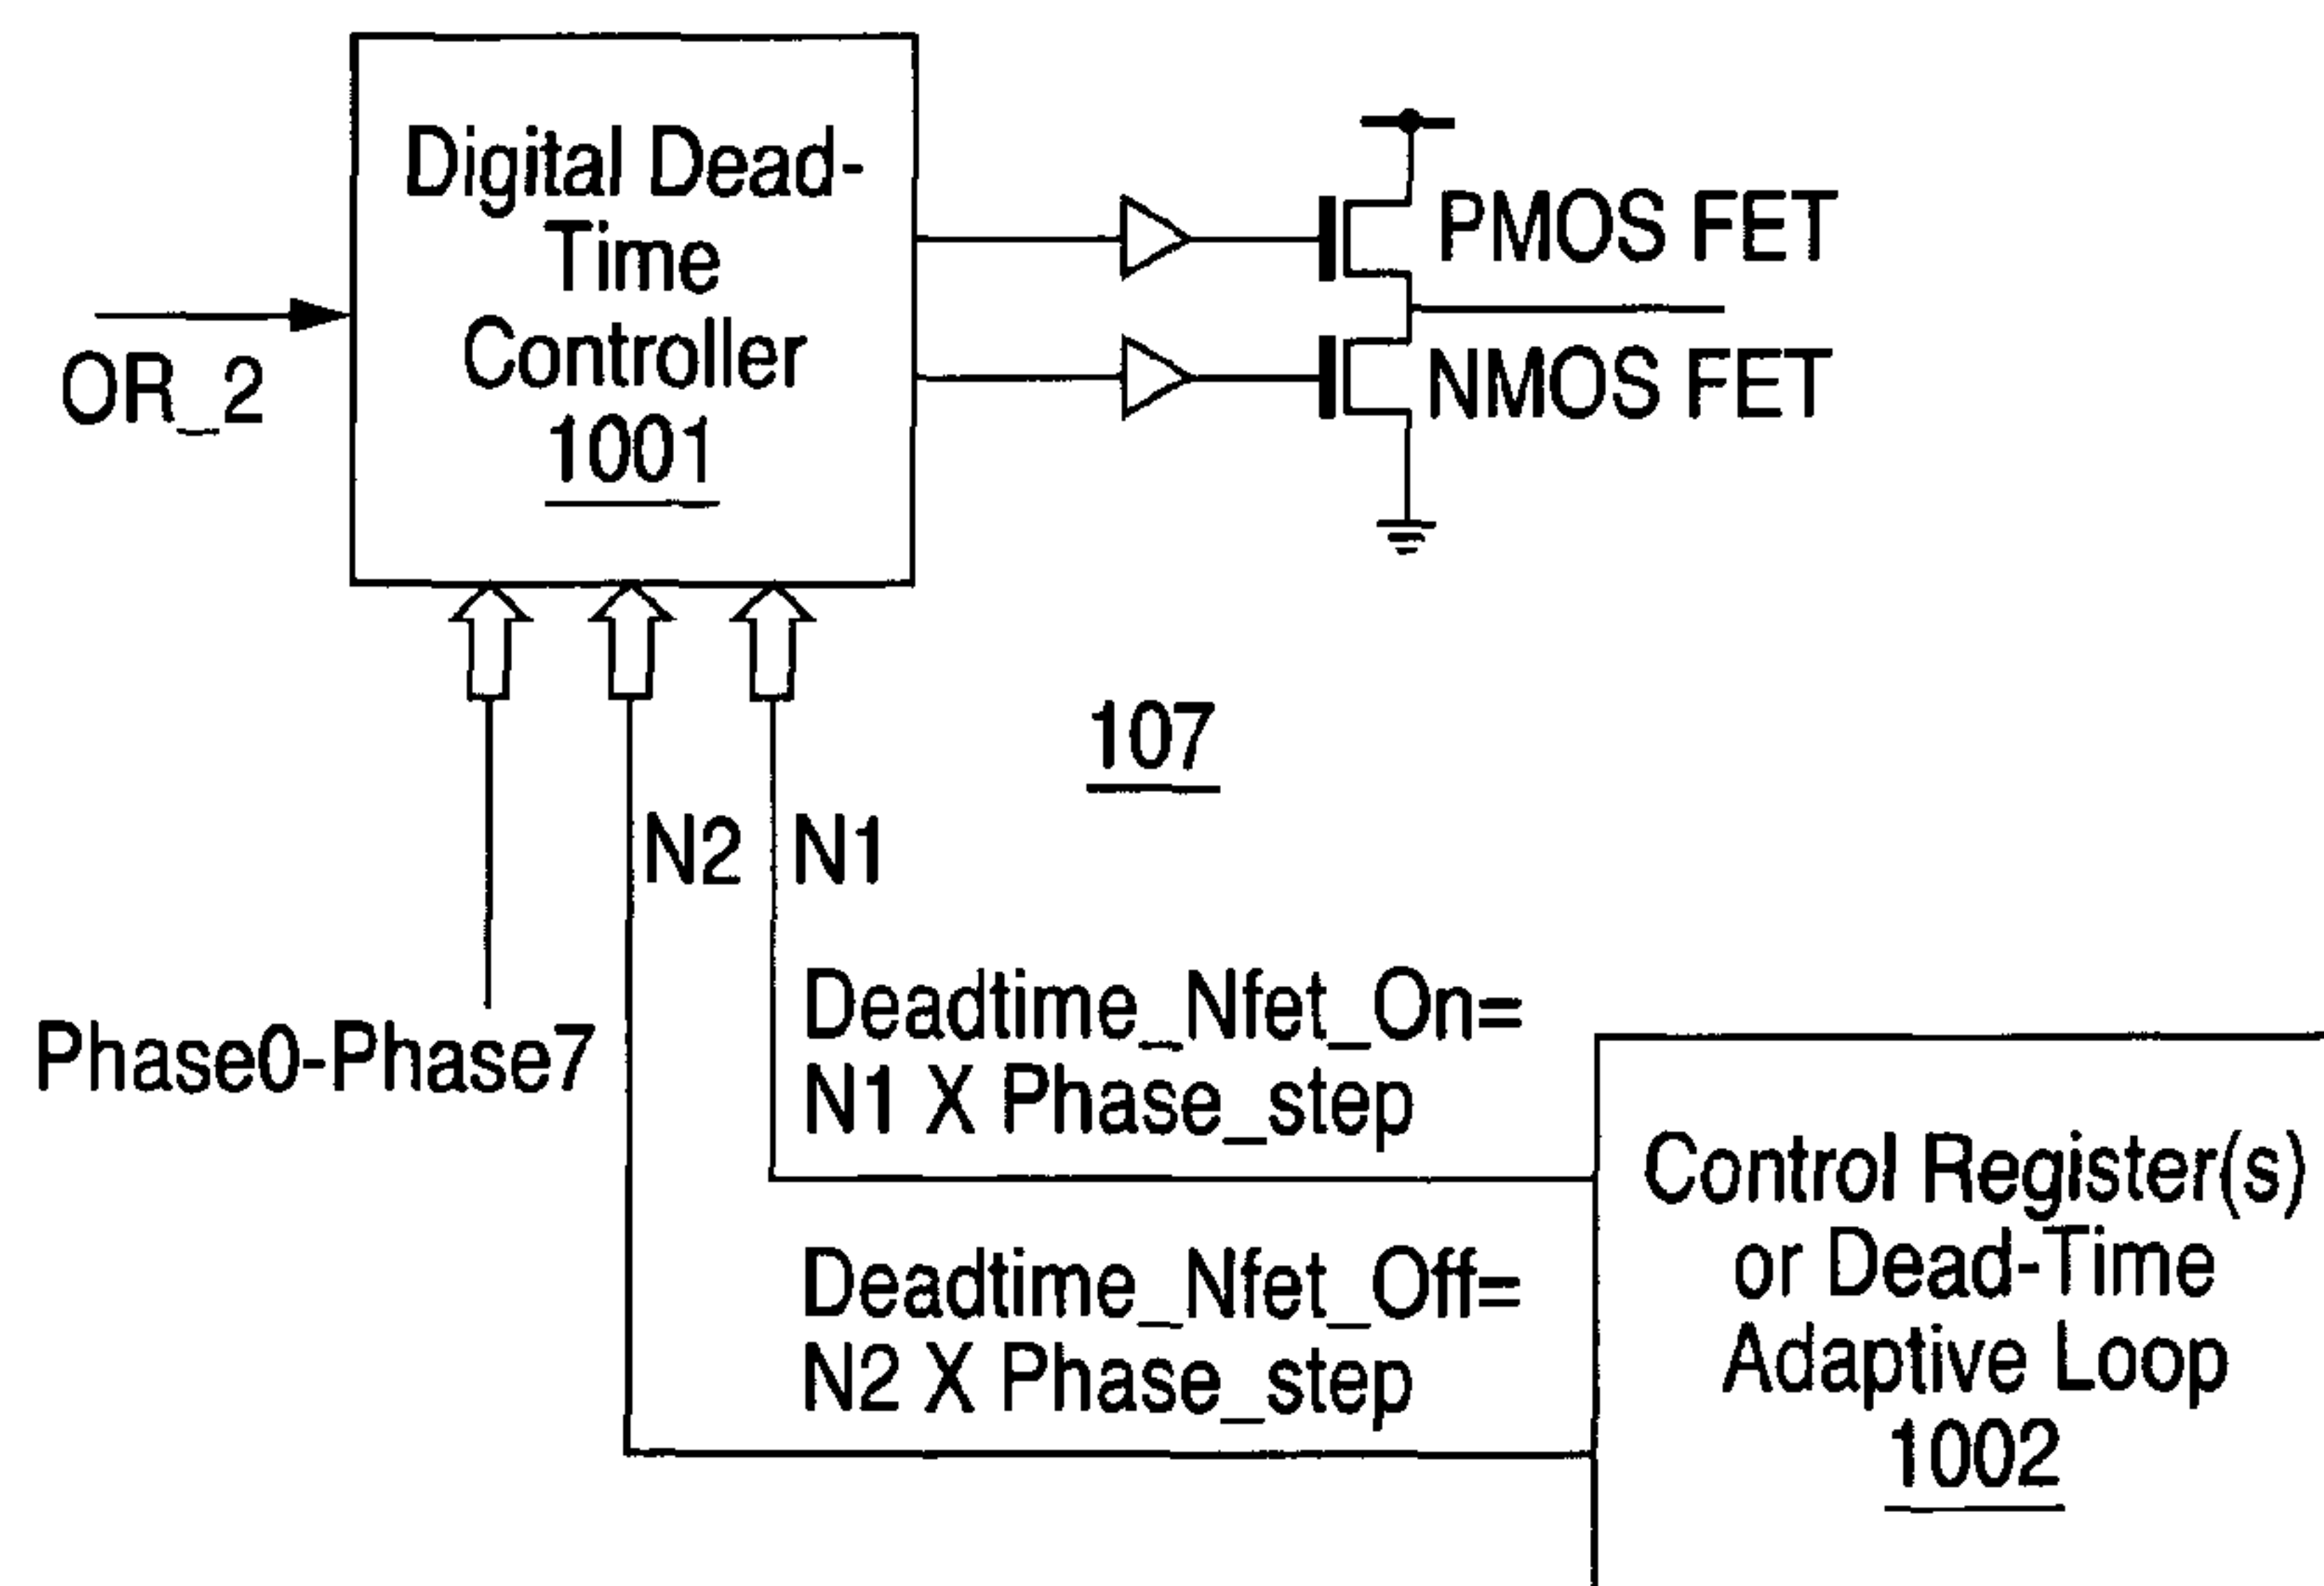 Digital Dead-
Time
Controller
1001
OR_2
PMOS FET
NMOS FET
107
N2
N1
Phase0-Phase7
Deadtime_Nfet_On=
N1 X Phase_step
Deadtime_Nfet_Off=
N2 X Phase_step
Control Register(s)
or Dead-Time
Adaptive Loop
1002